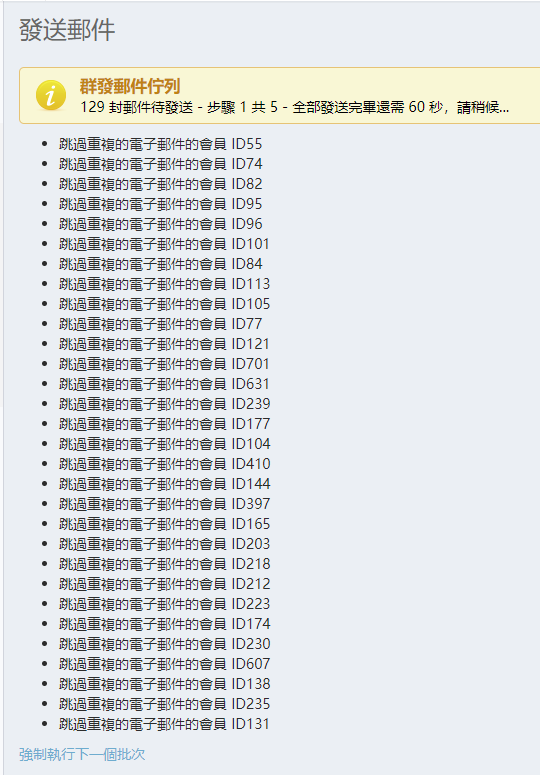 發送郵件
群發郵件佇列
129 封郵件待發送 - 步驟 1 共 5 - 全部發送完畢還需 60 秒，請稍候...
跳過重複的電子郵件的會員 ID55
跳過重複的電子郵件的會員 ID74
跳過重複的電子郵件的會員 ID82
跳過重複的電子郵件的會員 ID95
跳過重複的電子郵件的會員 ID96
跳過重複的電子郵件的會員 ID101
跳過重複的電子郵件的會員 ID84
跳過重複的電子郵件的會員 ID113
跳過重複的電子郵件的會員 ID105
跳過重複的電子郵件的會員 ID77
跳過重複的電子郵件的會員 ID121
跳過重複的電子郵件的會員 ID701
跳過重複的電子郵件的會員 ID631
跳過重複的電子郵件的會員 ID239
跳過重複的電子郵件的會員 ID177
跳過重複的電子郵件的會員 ID104
跳過重複的電子郵件的會員 ID410
跳過重複的電子郵件的會員 ID144
跳過重複的電子郵件的會員 ID397
跳過重複的電子郵件的會員 ID165
跳過重複的電子郵件的會員 ID203
跳過重複的電子郵件的會員 ID218
跳過重複的電子郵件的會員 ID212
跳過重複的電子郵件的會員 ID223
跳過重複的電子郵件的會員 ID174
跳過重複的電子郵件的會員 ID230
跳過重複的電子郵件的會員 ID607
跳過重複的電子郵件的會員 ID138
跳過重複的電子郵件的會員 ID235
跳過重複的電子郵件的會員 ID131
強制執行下一個批次